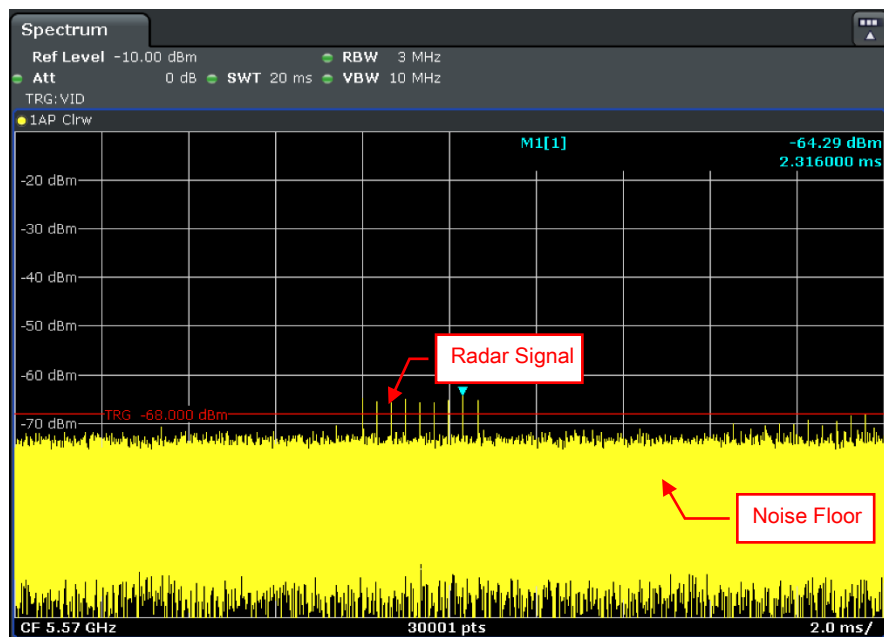 Spectrum
Ref Level -10.00 dBm RBW 3 MHz
Att 0 dB SWT 20 ms VBW 10 MHz
TRG:VID
1AP Clrw
M1[1] -64.29 dBm
2.316000 ms
-20 dBm
-30 dBm
-40 dBm
-50 dBm
Radar Signal
-60 dBm
TRG -68.000 dBm
-70 dBm
Noise Floor
CF 5.57 GHz 30001 pts 2.0 ms/